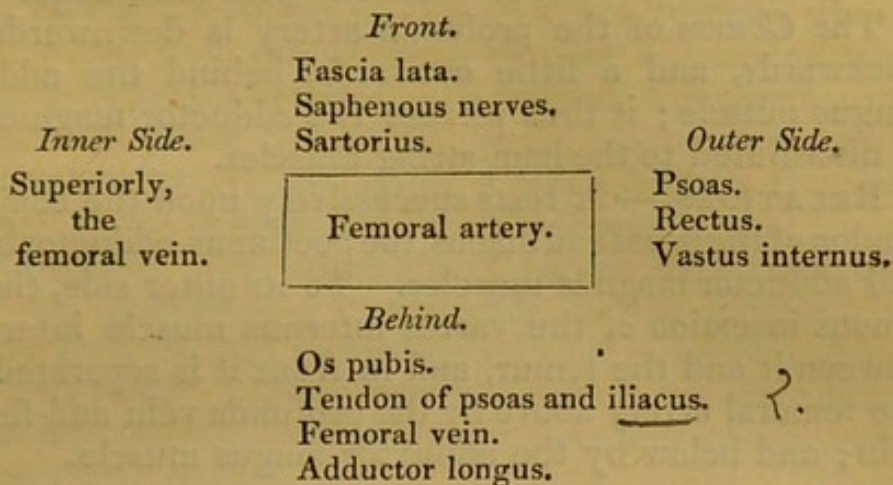 Front.
Fascia lata.
Saphenous nerves.
Sartorius.
Inner Side.
Superiorly,
the
femoral vein.
Femoral artery.
Outer Side.
Psoas.
Rectus.
Vastus internus.
Behind.
Os pubis.
Tendon of psoas and iliacus. ?.
Femoral vein.
Adductor longus.